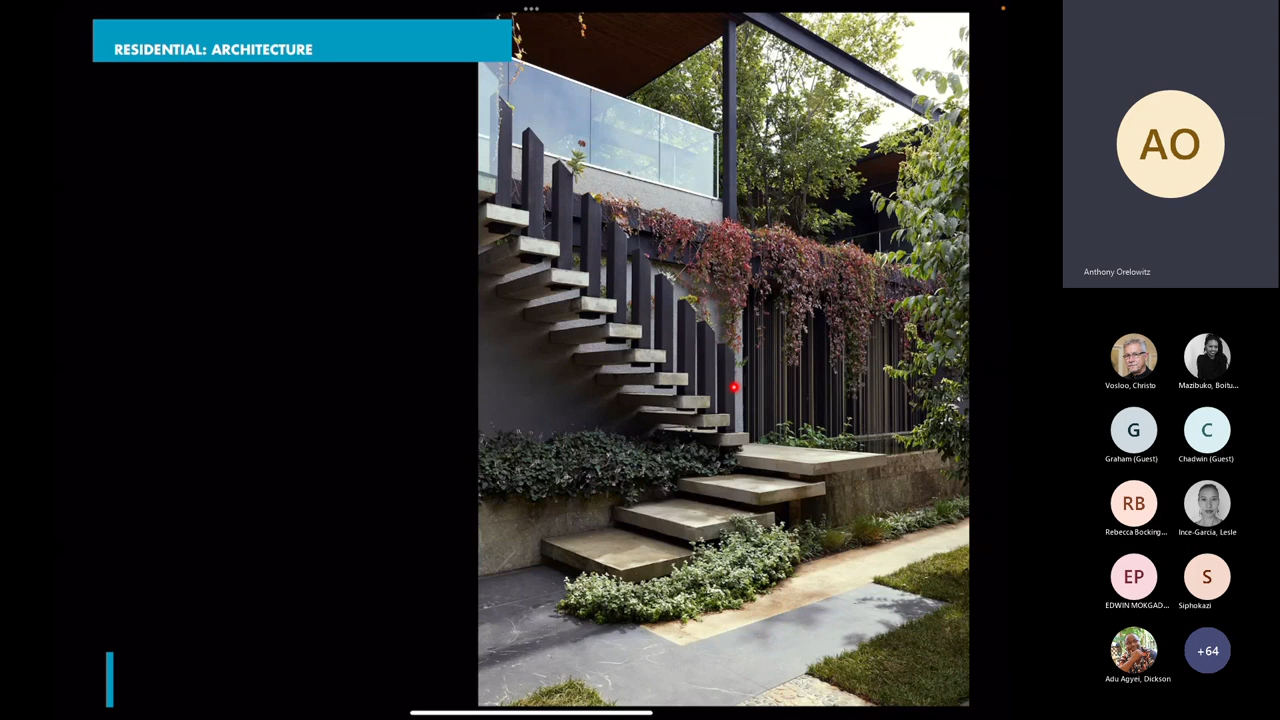 RESIDENTIAL: ARCHITECTURE
AO
Anthony Orelowitz
Vosloo, Christo
Mazibuko, Boitu...
G
C
Graham (Guest)
Chadwin (Guest)
RB
Rebecca Bocking...
Ince-Garcia, Lesle
EP
S
EDWIN MOKGAD...
Siphokazi
+64
Adu Agyei, Dickson